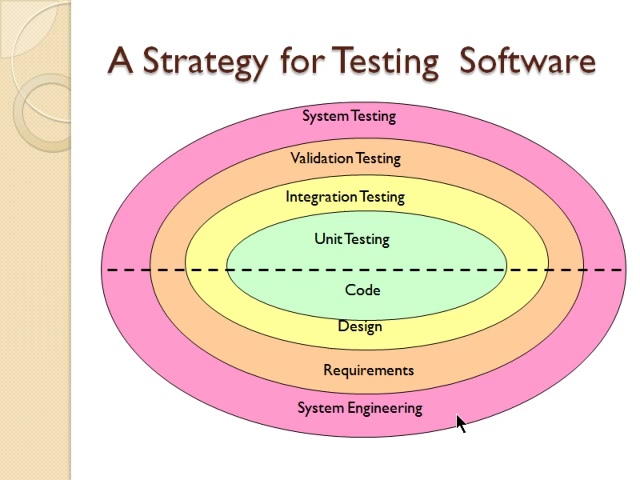 A Strategy for Testing Software
System Testing
Validation Testing
Integration Testing
Unit Testing
Code
Design
Requirements
System Engineering